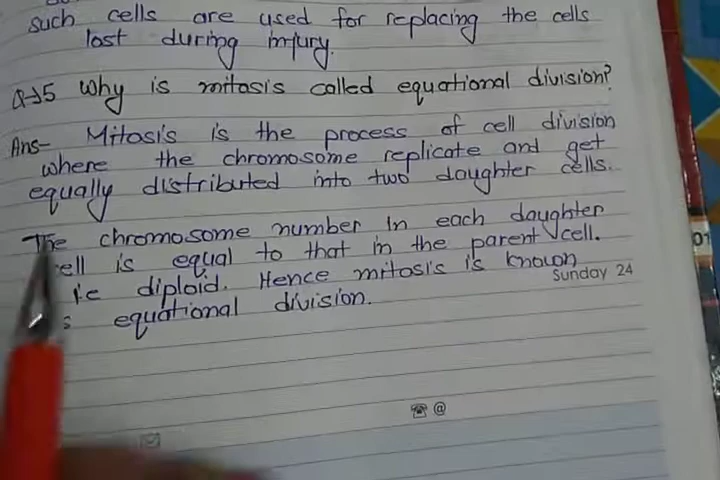 such cells are used for replacing the cells
lost during injury.
Q→5 Why is mitosis called equational division?
Ans- Mitosis is the process of cell division
where the chromosome replicate and get
equally distributed into two daughter cells.
The chromosome number in each daughter
cell is equal to that in the parent cell.
i.e diploid. Hence mitosis is known
Sunday 24
equational division.
@
01